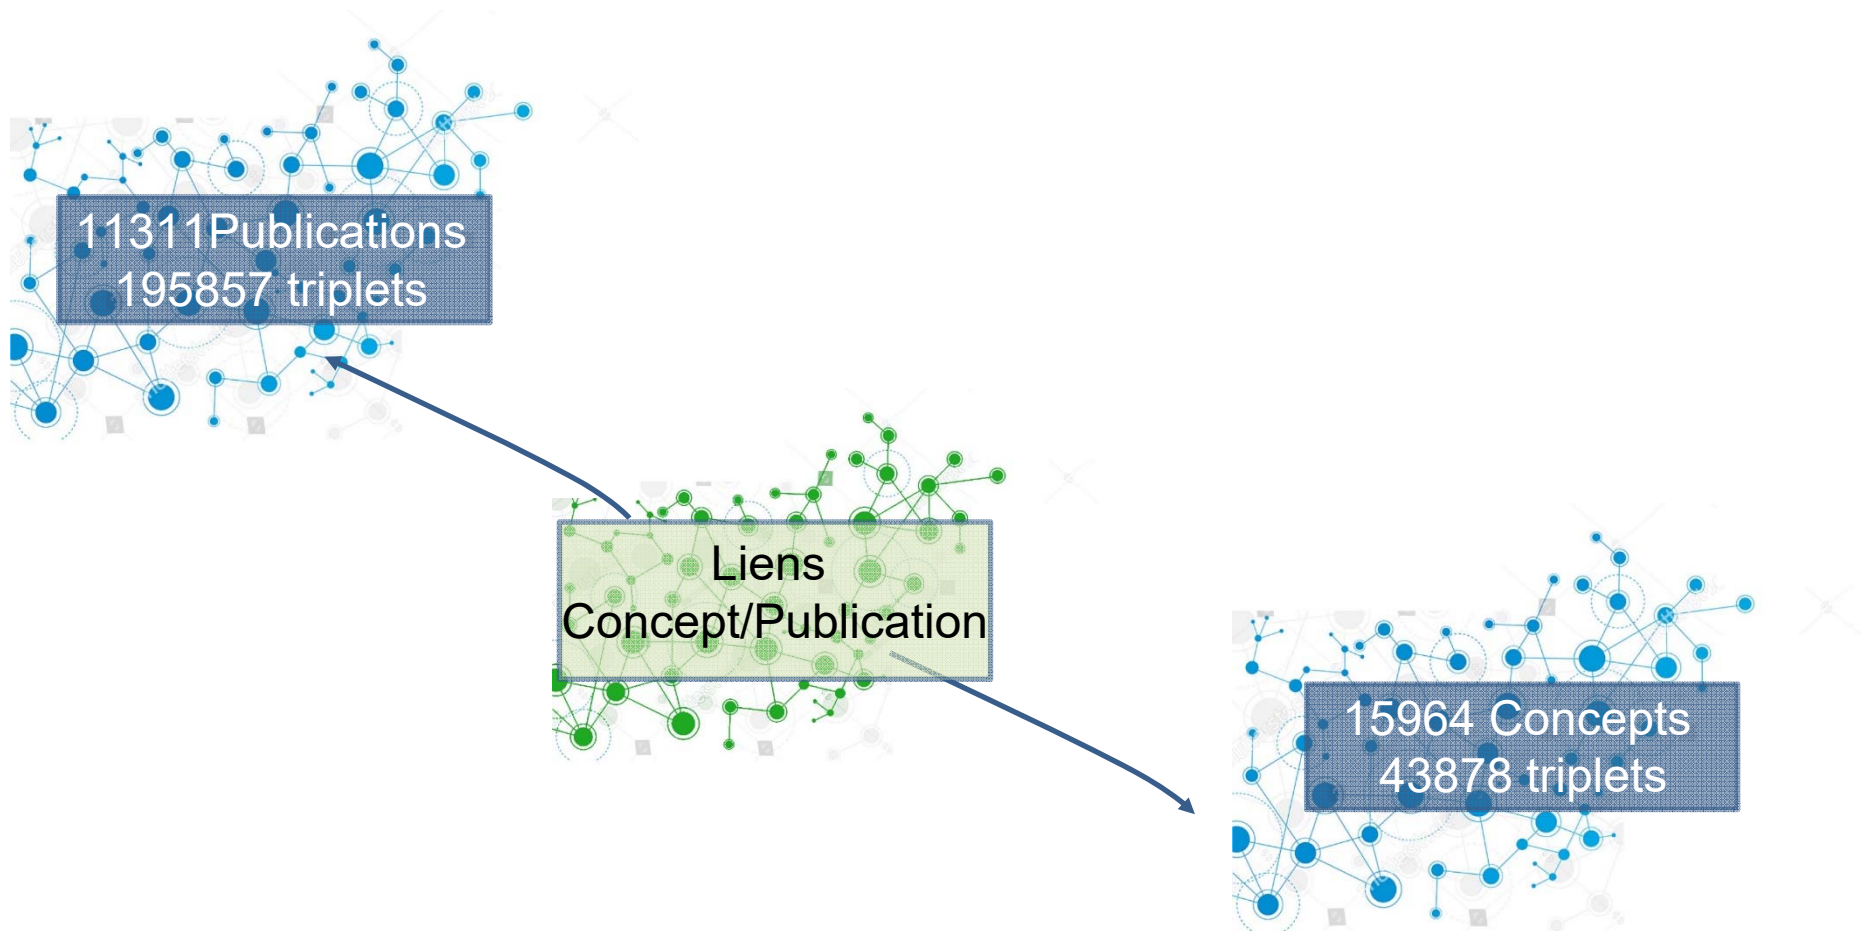 11311Publications
195857 triplets
Liens
Concept/Publication
15964 Concepts
43878 triplets